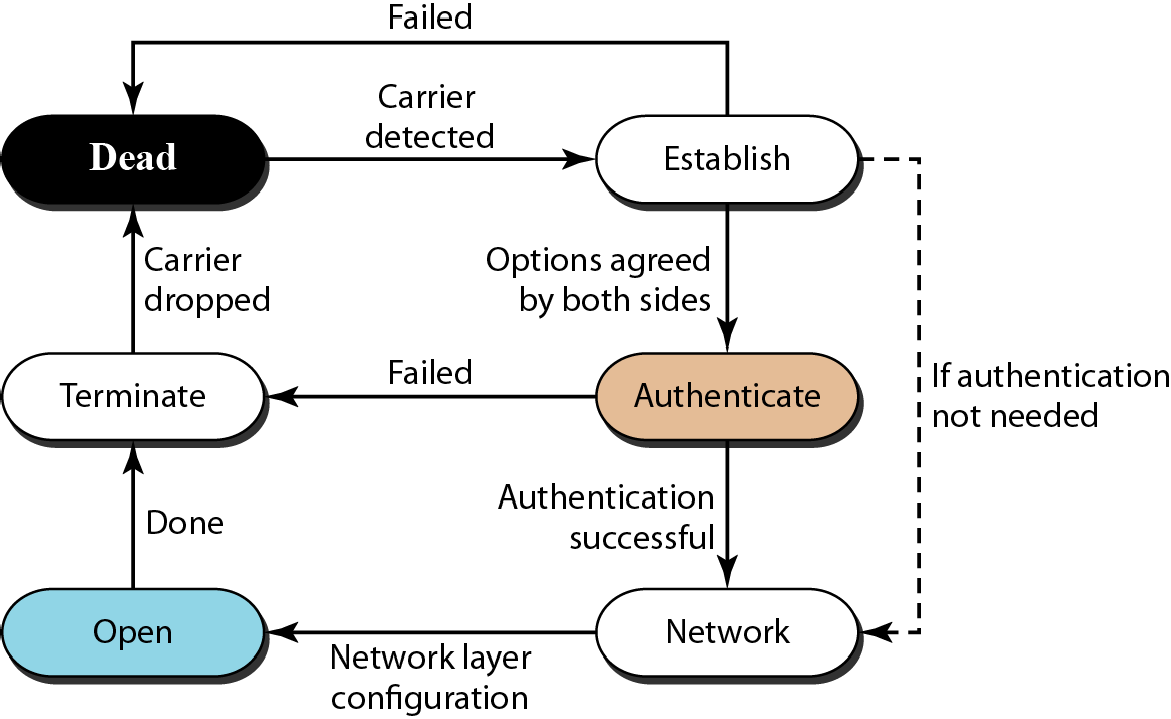 Failed
Carrier
detected
Dead
Establish
Carrier
dropped
Options agreed
by both sides
If authentication
not needed
Terminate
Failed
Authenticate
Done
Authentication
successful
Open
Network layer
configuration
Network